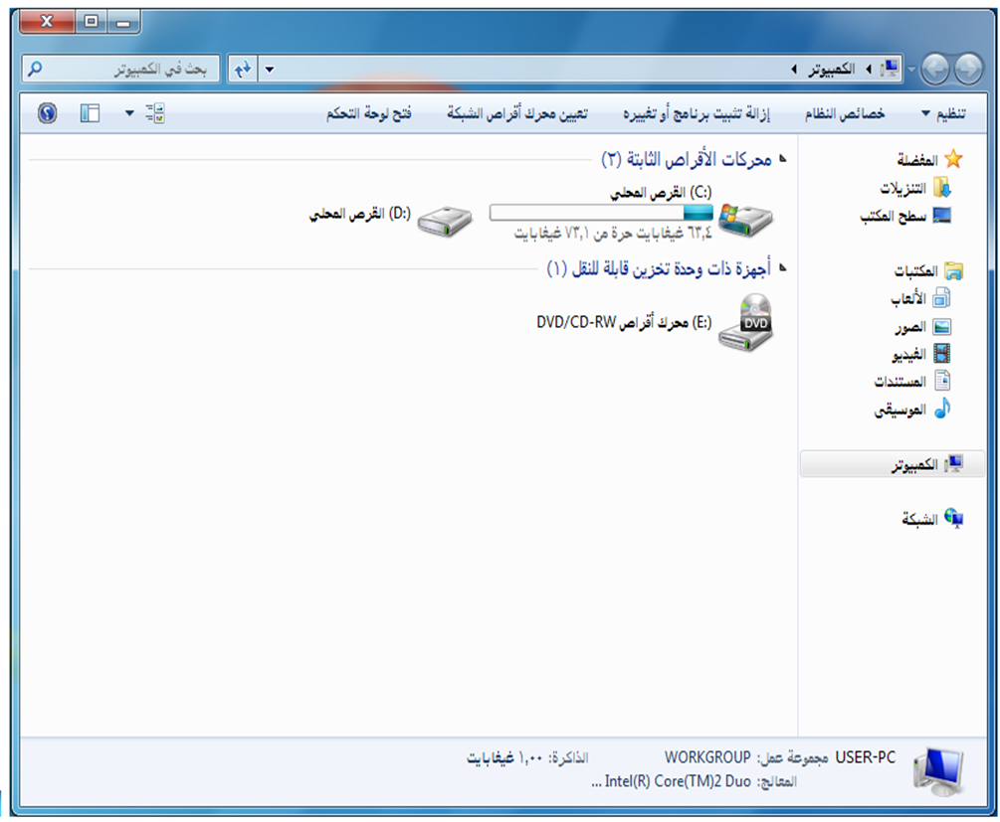 الكمبيوتر
بحث في الكمبيوتر
تنظيم
خصائص النظام
إزالة تثبيت برنامج أو تغييره
تعيين محرك أقراص الشبكة
فتح لوحة التحكم
المفضلة
التنزيلات
سطح المكتب
المكتبات
الألعاب
الصور
الفيديو
المستندات
الموسيقى
الكمبيوتر
الشبكة
محركات الأقراص الثابتة (٢)
القرص المحلي (C:)
٦٣,٤ غيغابايت حرة من ٧٣,١ غيغابايت
القرص المحلي (D:)
أجهزة ذات وحدة تخزين قابلة للنقل (١)
محرك أقراص DVD/CD-RW (E:)
DVD
USER-PC مجموعة عمل: WORKGROUP الذاكرة: ١,٠٠ غيغابايت
المعالج: Intel(R) Core(TM)2 Duo ...